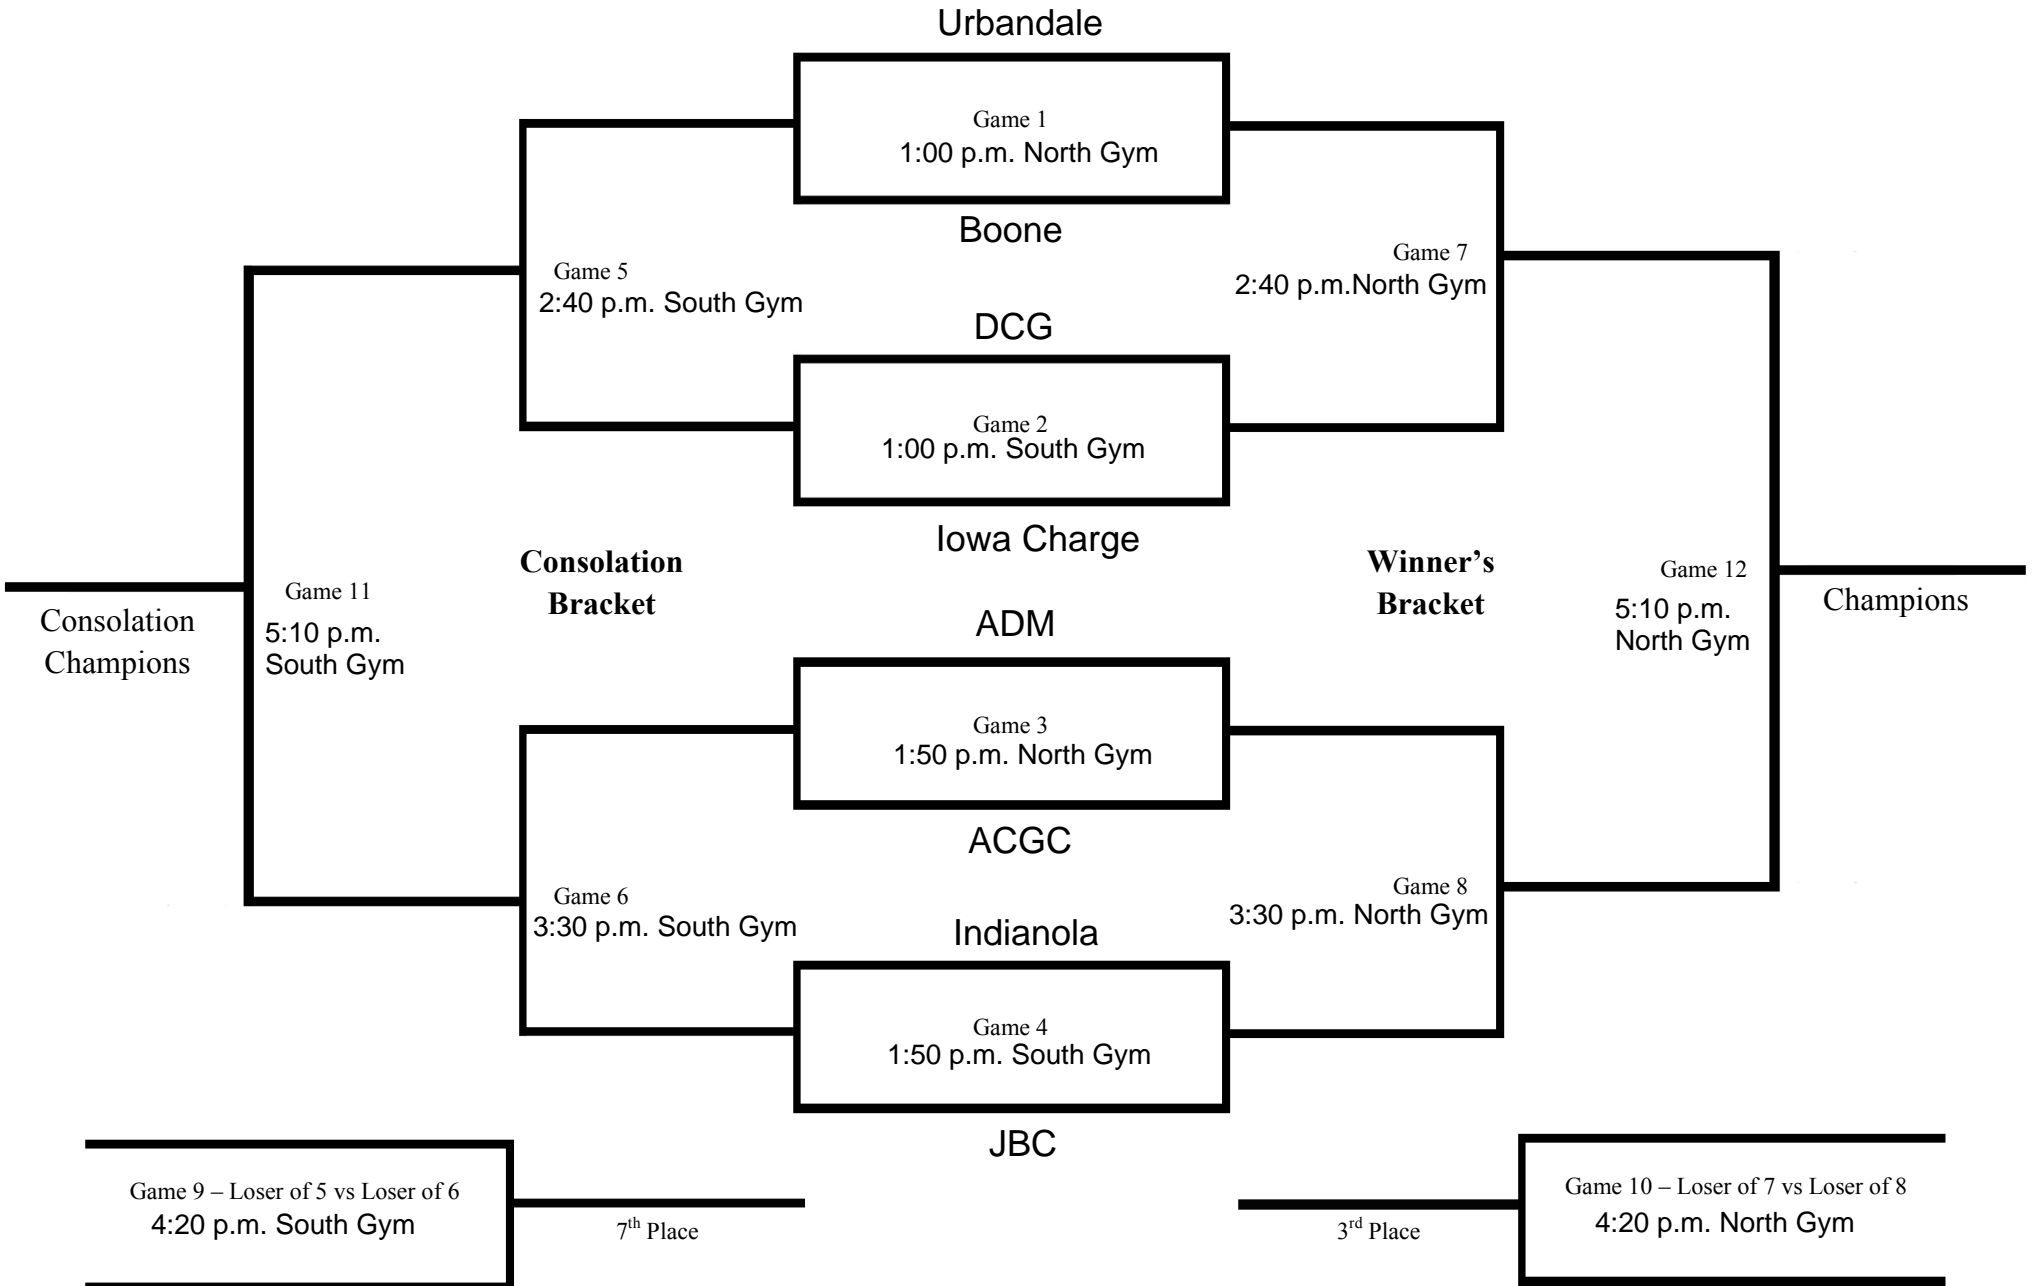 Urbandale
Game 1
1:00 p.m. North Gym
Boone
Game 5
2:40 p.m. South Gym
Game 7
2:40 p.m.North Gym
DCG
Game 2
1:00 p.m. South Gym
Iowa Charge
Consolation
Bracket
Winner's
Bracket
Game 11
5:10 p.m.
South Gym
Consolation
Champions
Game 12
5:10 p.m.
North Gym
Champions
ADM
Game 3
1:50 p.m. North Gym
ACGC
Game 6
3:30 p.m. South Gym
Game 8
3:30 p.m. North Gym
Indianola
Game 4
1:50 p.m. South Gym
JBC
Game 9 – Loser of 5 vs Loser of 6
4:20 p.m. South Gym
7th Place
Game 10 – Loser of 7 vs Loser of 8
4:20 p.m. North Gym
3rd Place